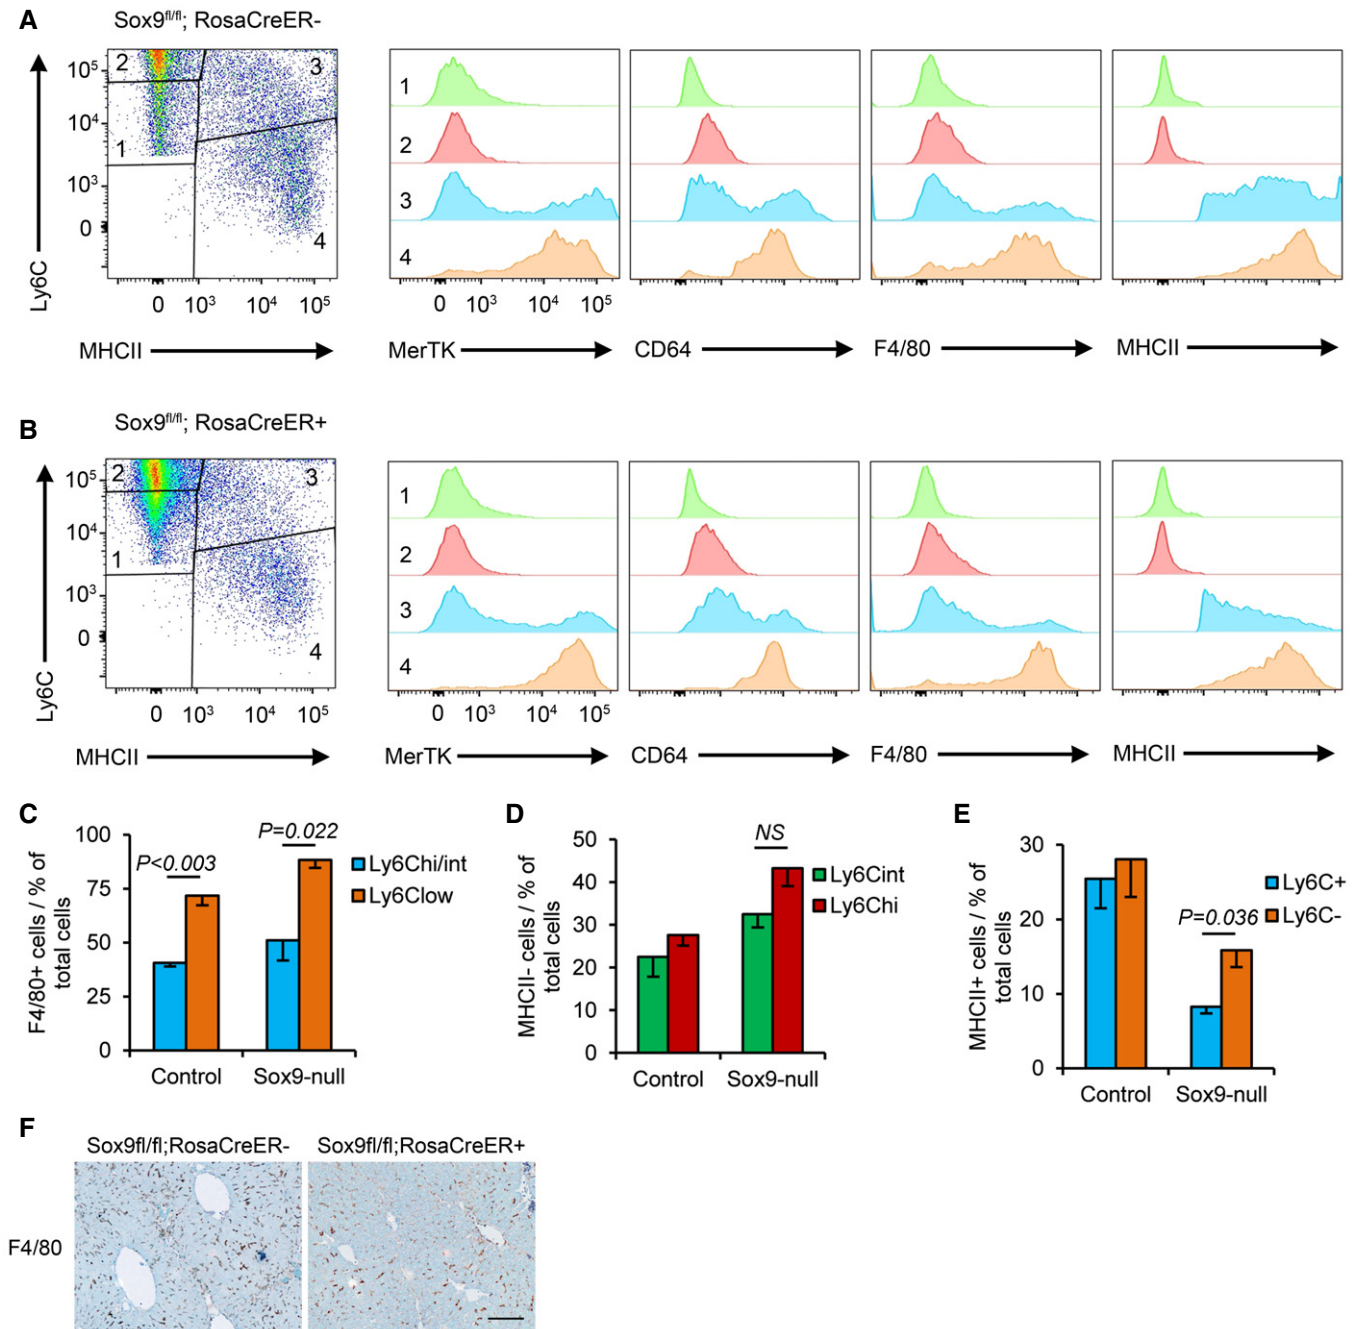 A
Sox9fl/fl; RosaCreER-
2
3
1
4
10⁵
10⁴
10³
0
Ly6C
0 10³ 10⁴ 10⁵
MHCII
1
2
3
4
0 10³ 10⁴ 10⁵
MerTK
CD64
F4/80
MHCII
B
Sox9fl/fl; RosaCreER+
2
3
1
4
10⁵
10⁴
10³
0
Ly6C
0 10³ 10⁴ 10⁵
MHCII
1
2
3
4
0 10³ 10⁴ 10⁵
MerTK
CD64
F4/80
MHCII
C
F4/80+ cells / % of
total cells
100
75
50
25
0
P<0.003
P=0.022
Ly6Chi/int
Ly6Clow
Control
Sox9-null
D
MHCII- cells / % of
total cells
50
40
30
20
10
0
NS
Ly6Cint
Ly6Chi
Control
Sox9-null
E
MHCII+ cells / % of
total cells
30
20
10
0
P=0.036
Ly6C+
Ly6C-
Control
Sox9-null
F
Sox9fl/fl;RosaCreER-
Sox9fl/fl;RosaCreER+
F4/80